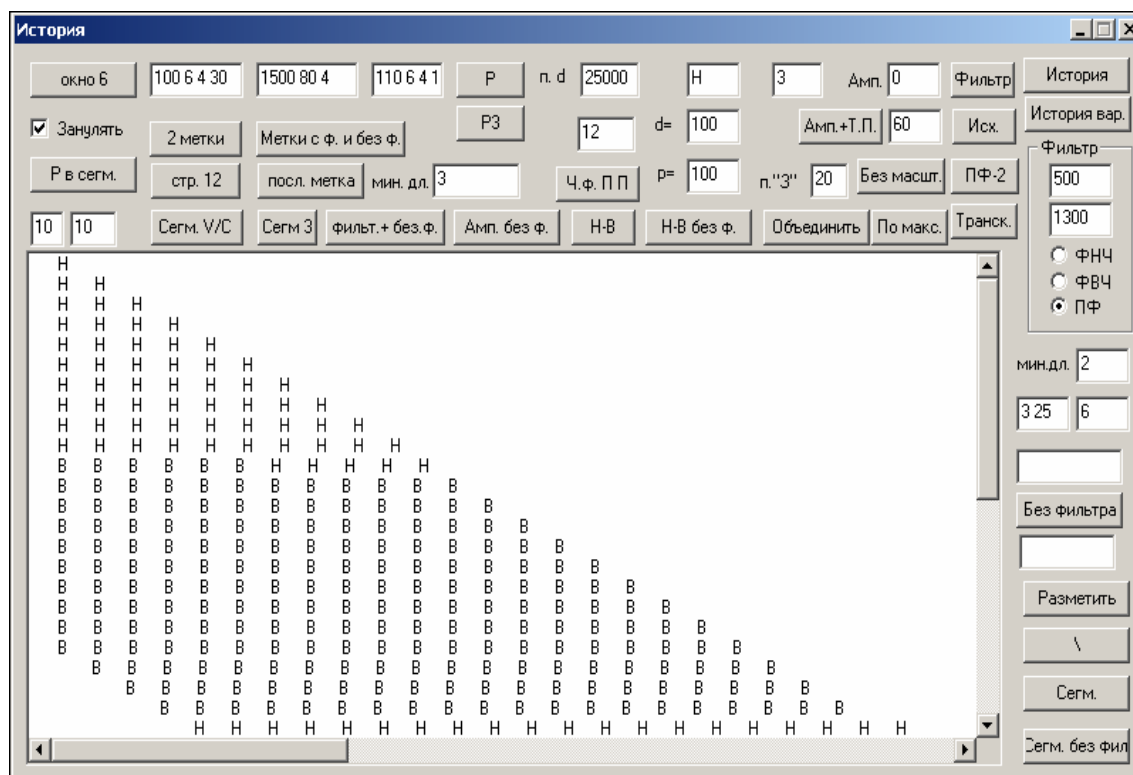 История
окно 6 100 6 4 30 1500 80 4 110 6 4 1 Р п. d 25000 Н 3 Амп. 0 Фильтр История
Занулять 2 метки Метки с ф. и без ф. РЗ 12 d= 100 Амп.+Т.П. 60 Исх. История вар.
Р в сегм. стр. 12 посл. метка мин. дл. 3 Ч.ф. П П р= 100 п."З" 20 Без масшт. ПФ-2
10 10 Сегм. V/C Сегм 3 фильт.+ без.ф. Амп. без ф. Н-В Н-В без ф. Объединить По макс. Транск.
Фильтр
500
1300
ФНЧ
ФВЧ
ПФ
мин.дл. 2
3 25 6
Без фильтра
Разметить
\
Сегм.
Сегм. без фил
Н
Н Н
Н Н Н
Н Н Н Н
Н Н Н Н Н
Н Н Н Н Н Н
Н Н Н Н Н Н Н
Н Н Н Н Н Н Н Н
Н Н Н Н Н Н Н Н Н
Н Н Н Н Н Н Н Н Н Н
В В В В В В Н Н Н Н Н
В В В В В В В В В В В В
В В В В В В В В В В В В В
В В В В В В В В В В В В В В
В В В В В В В В В В В В В В В
В В В В В В В В В В В В В В В В
В В В В В В В В В В В В В В В В В
В В В В В В В В В В В В В В В В В В
В В В В В В В В В В В В В В В В В В В
В В В В В В В В В В В В В В В В В В В В
В В В В В В В В В В В В В В В В В В В В
В В В В В В В В В В В В В В В В В В В В
В В В В В В В В В В В В В В В В В В В В
Н Н Н Н Н Н Н Н Н Н Н Н Н Н Н Н Н Н Н Н